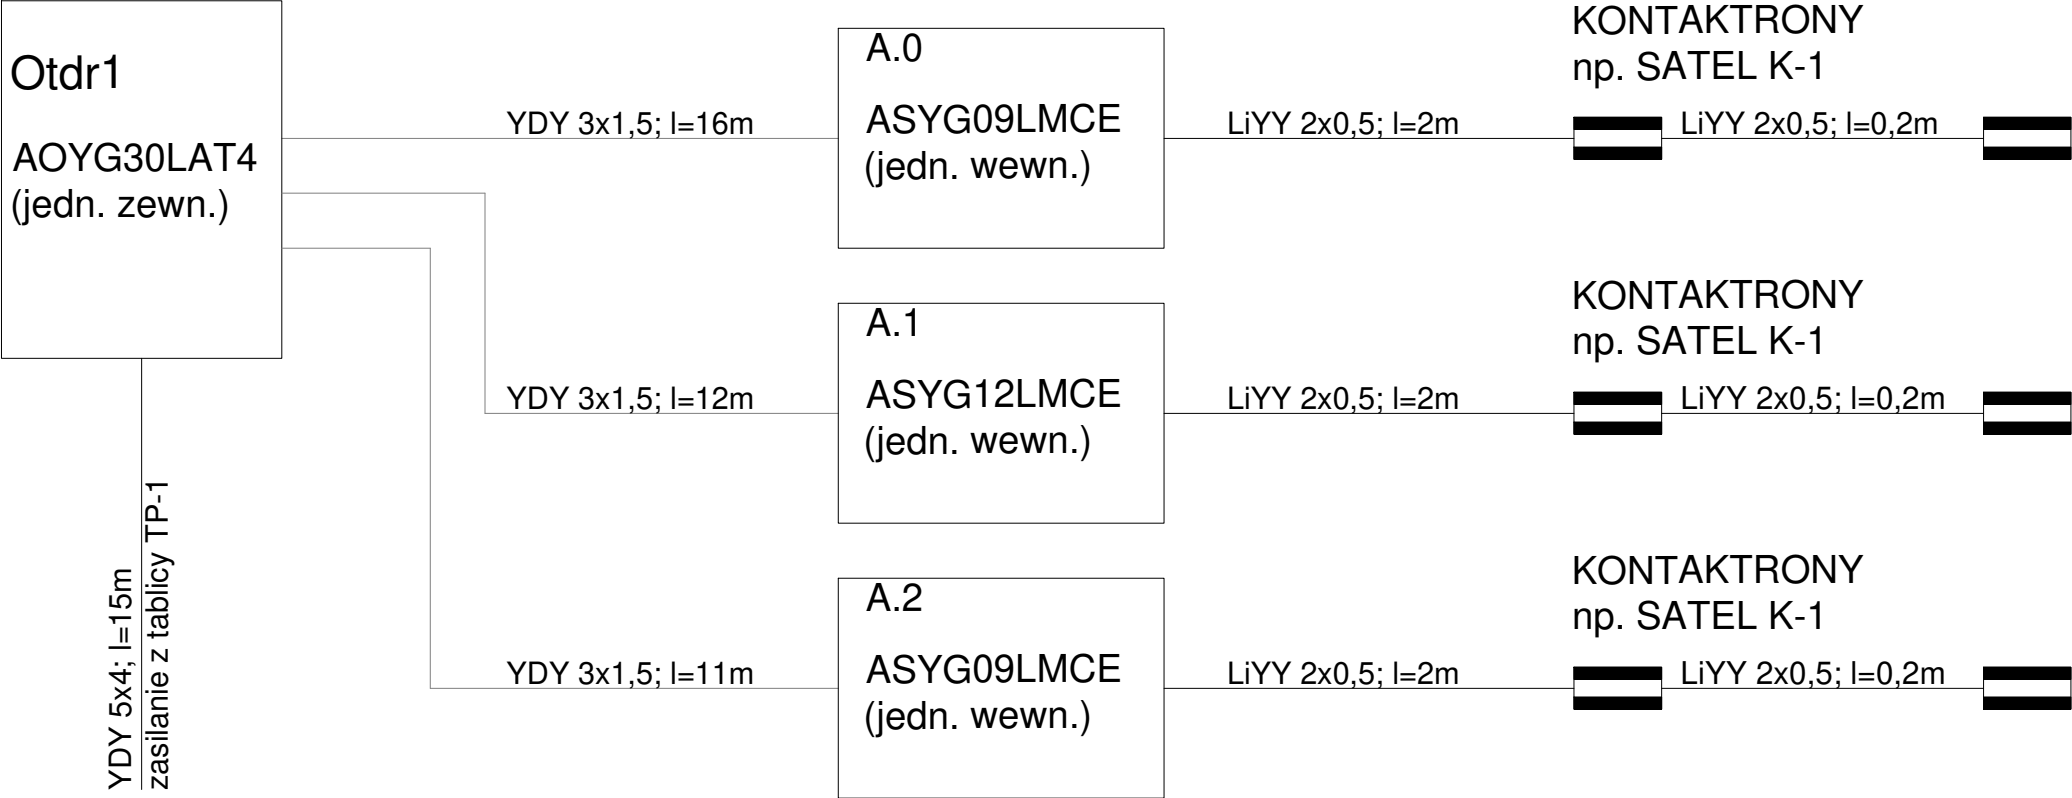 Otdr1
AOYG30LAT4
(jedn. zewn.)
YDY 5x4; l=15m
zasilanie z tablicy TP-1
YDY 3x1,5; l=16m
A.0
ASYG09LMCE
(jedn. wewn.)
LiYY 2x0,5; l=2m
KONTAKTRONY
np. SATEL K-1
LiYY 2x0,5; l=0,2m
YDY 3x1,5; l=12m
A.1
ASYG12LMCE
(jedn. wewn.)
LiYY 2x0,5; l=2m
KONTAKTRONY
np. SATEL K-1
LiYY 2x0,5; l=0,2m
YDY 3x1,5; l=11m
A.2
ASYG09LMCE
(jedn. wewn.)
LiYY 2x0,5; l=2m
KONTAKTRONY
np. SATEL K-1
LiYY 2x0,5; l=0,2m